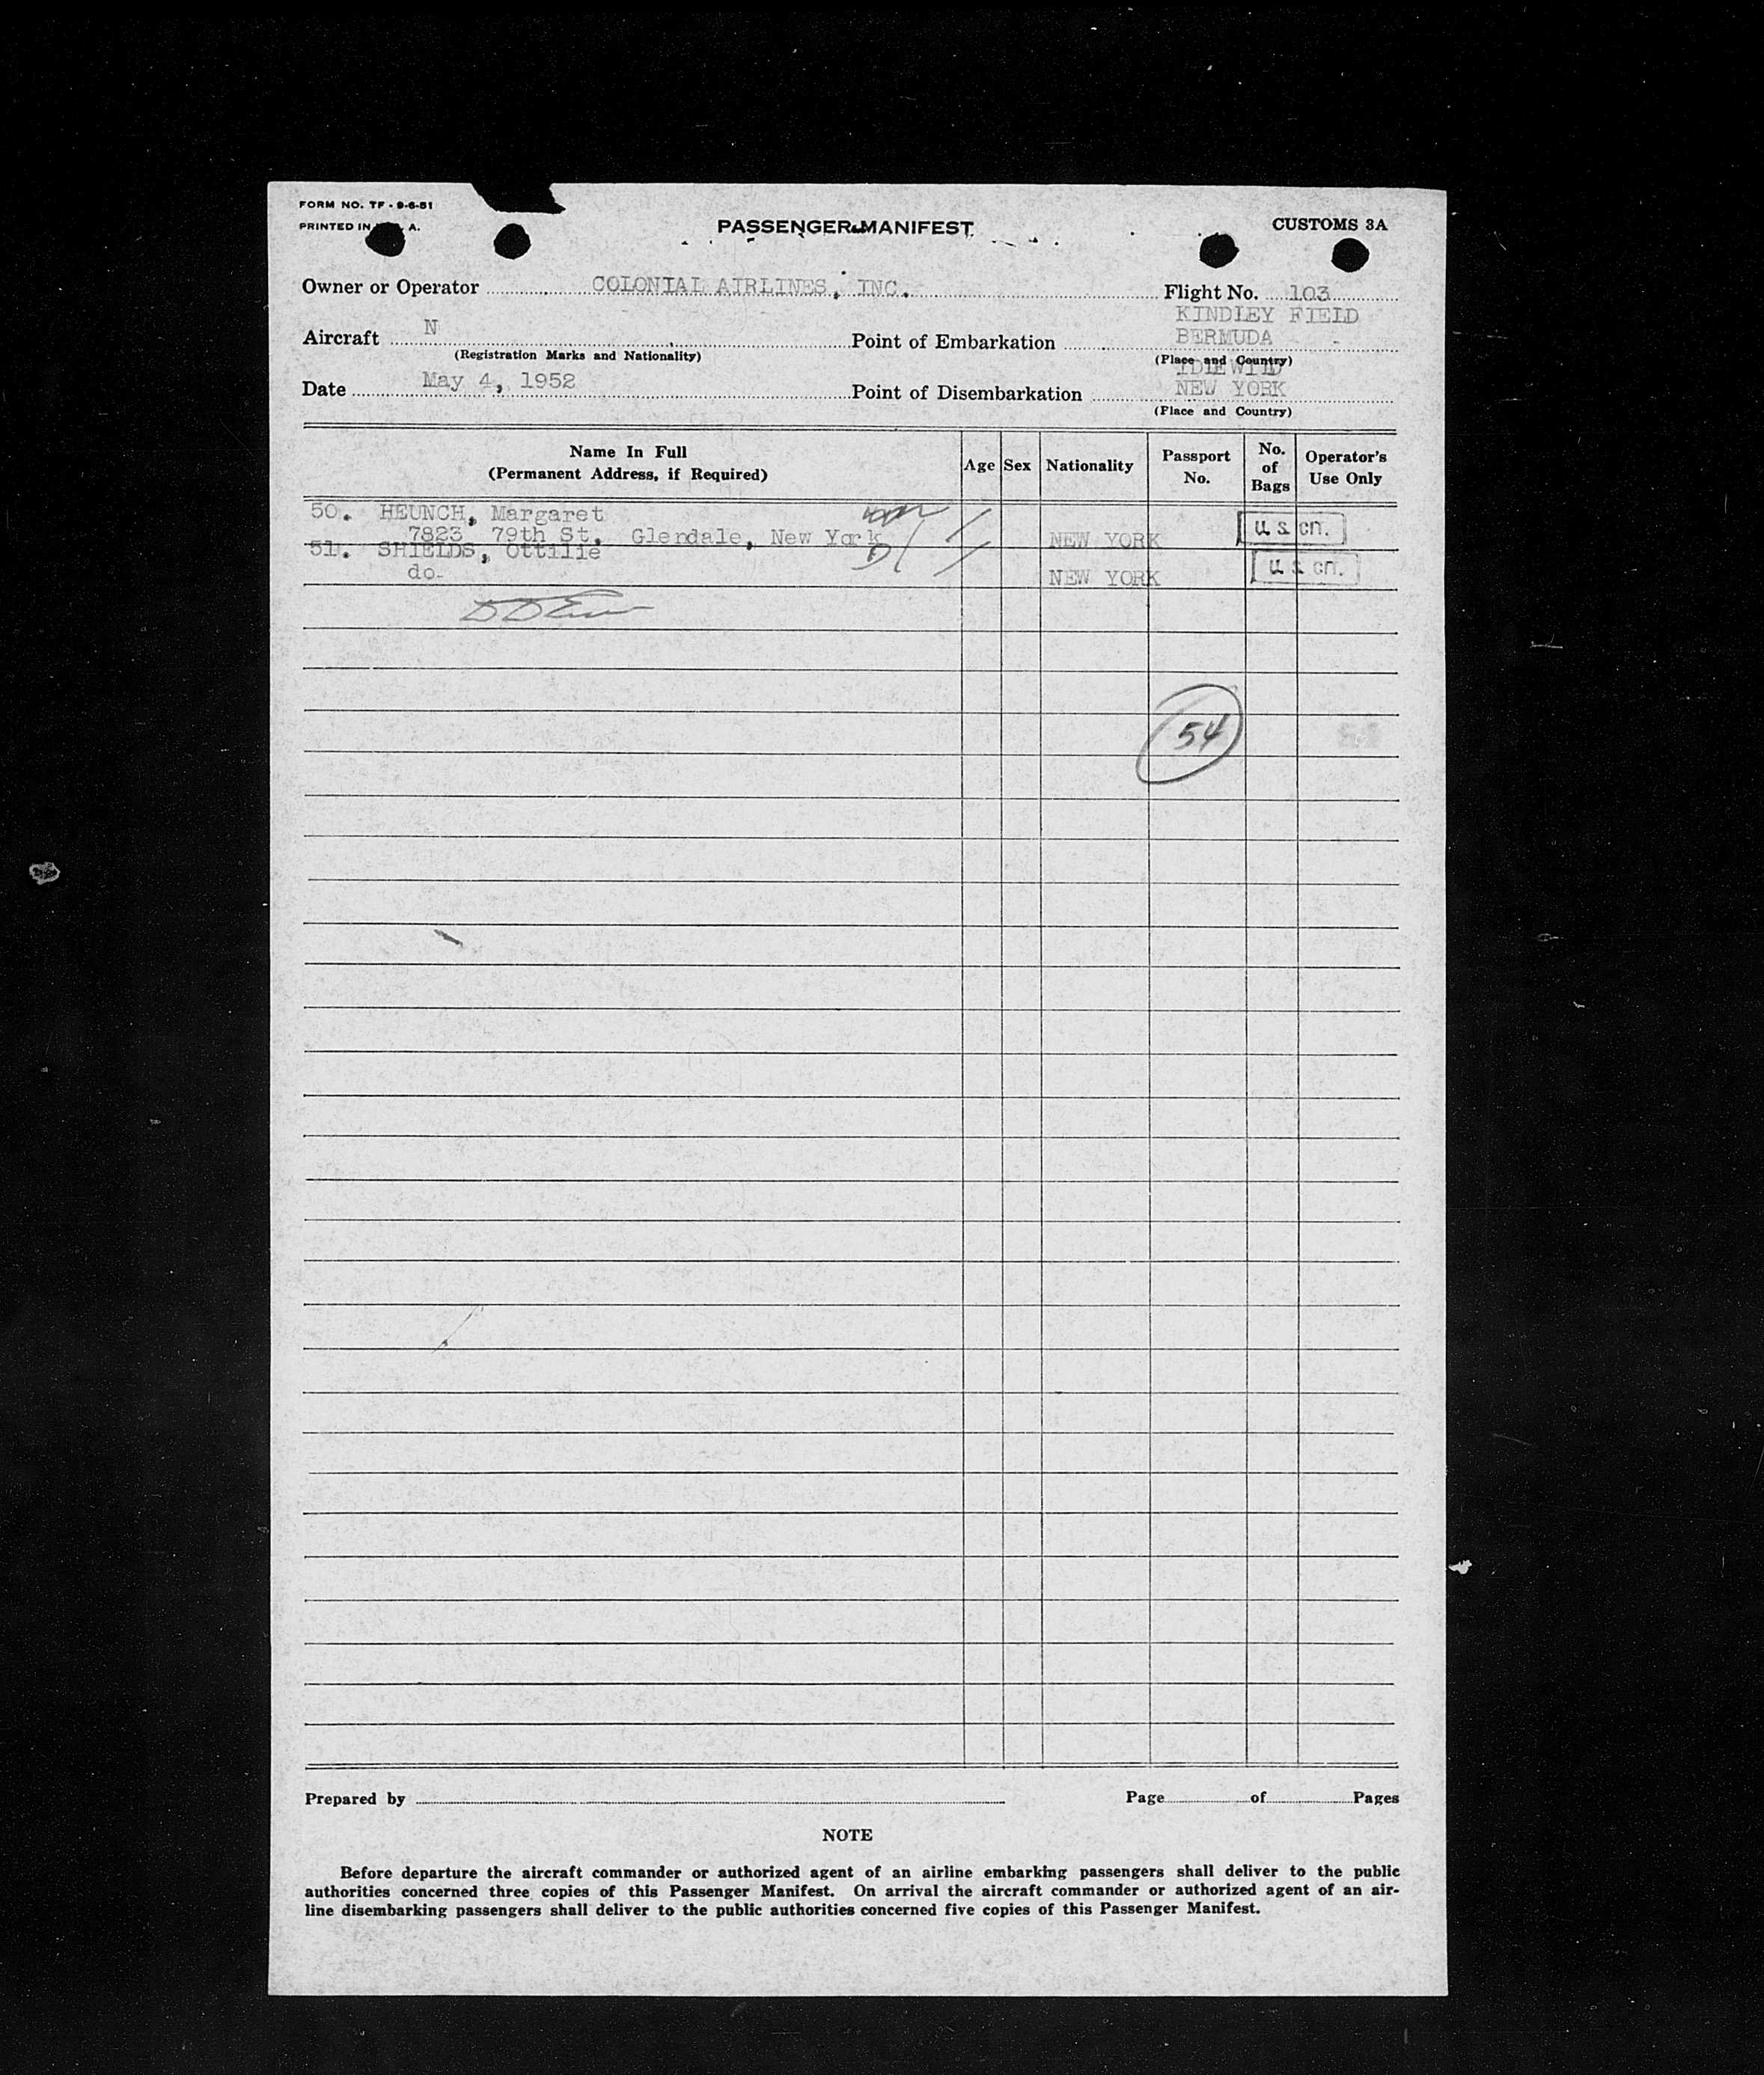 FORM NO. TF - 9-6-51
PRINTED IN A.
PASSENGER MANIFEST
CUSTOMS 3A
Owner or Operator COLONIAL AIRLINES, INC.
Flight No. 103
Aircraft N
(Registration Marks and Nationality)
Point of Embarkation KINDLEY FIELD
BERMUDA
(Place and Country)
Date May 4, 1952
Point of Disembarkation IDLEWILD
NEW YORK
(Place and Country)
Name In Full
(Permanent Address, if Required)
Age Sex Nationality Passport No. No. of Bags Operator's Use Only
50. HEUNCH, Margaret
7823 79th St. Glendale, New York NEW YORK U S CIT.
51. SHIELDS, Ottilie
do- NEW YORK U S CIT.
54
Prepared by
Page of Pages
NOTE
Before departure the aircraft commander or authorized agent of an airline embarking passengers shall deliver to the public
authorities concerned three copies of this Passenger Manifest. On arrival the aircraft commander or authorized agent of an air-
line disembarking passengers shall deliver to the public authorities concerned five copies of this Passenger Manifest.